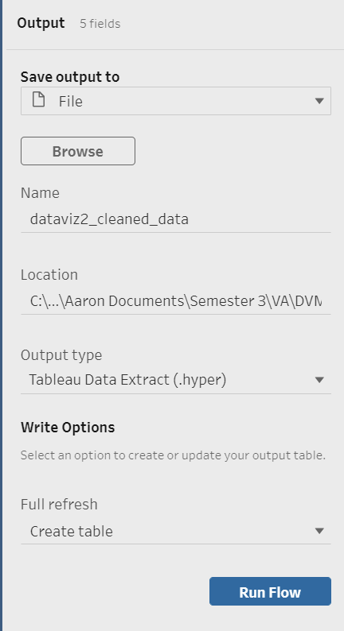 Output 5 fields
Save output to
File
Browse
Name
dataviz2_cleaned_data
Location
C:\...\Aaron Documents\Semester 3\VA\DVM
Output type
Tableau Data Extract (.hyper)
Write Options
Select an option to create or update your output table.
Full refresh
Create table
Run Flow